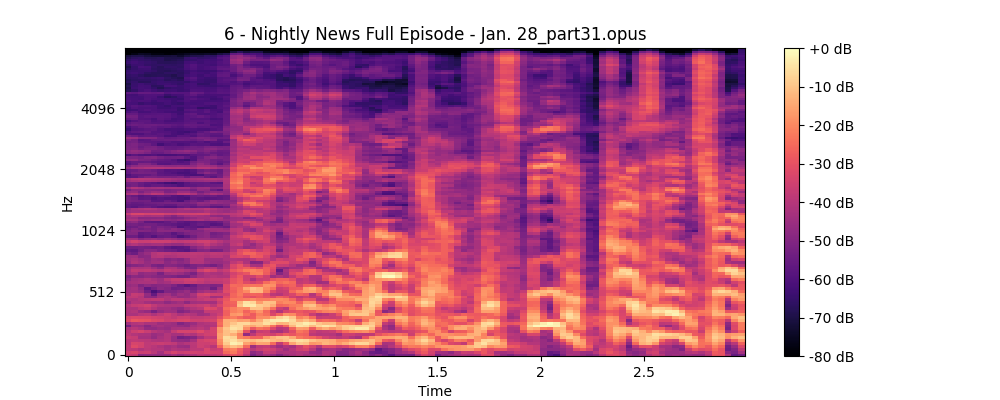 6 - Nightly News Full Episode - Jan. 28_part31.opus
Hz
4096
2048
1024
512
0
0
0.5
1
1.5
2
2.5
Time
+0 dB
-10 dB
-20 dB
-30 dB
-40 dB
-50 dB
-60 dB
-70 dB
-80 dB